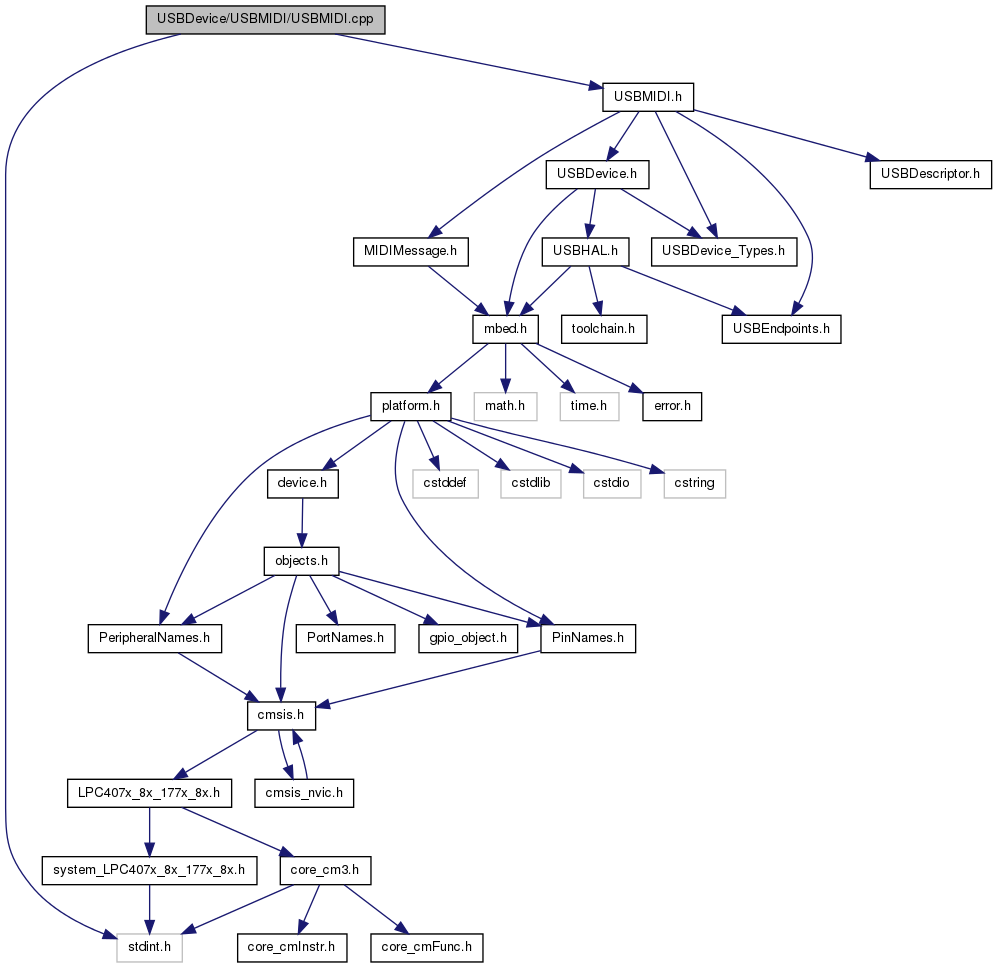 USBDevice/USBMIDI/USBMIDI.cpp
USBMIDI.h
USBDevice.h
USBDescriptor.h
MIDIMessage.h
USBHAL.h
USBDevice_Types.h
mbed.h
toolchain.h
USBEndpoints.h
platform.h
math.h
time.h
error.h
device.h
cstddef
cstdlib
cstdio
cstring
objects.h
PeripheralNames.h
PortNames.h
gpio_object.h
PinNames.h
cmsis.h
LPC407x_8x_177x_8x.h
cmsis_nvic.h
system_LPC407x_8x_177x_8x.h
core_cm3.h
stdint.h
core_cmInstr.h
core_cmFunc.h